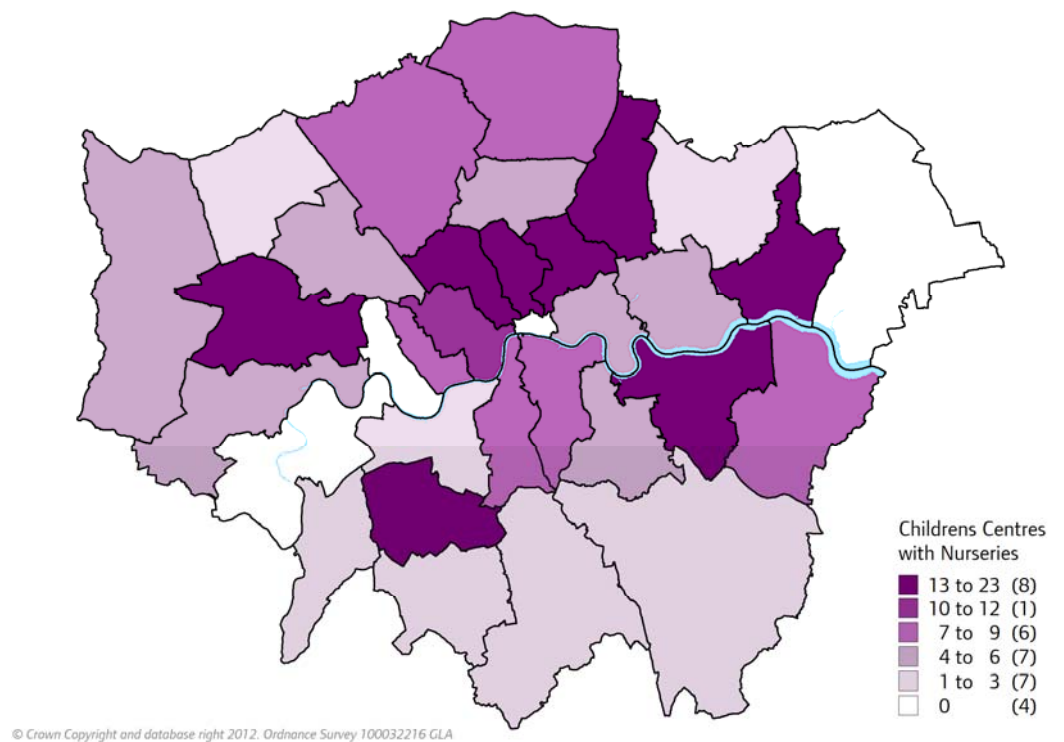 Childrens Centres
with Nurseries
13 to 23 (8)
10 to 12 (1)
7 to 9 (6)
4 to 6 (7)
1 to 3 (7)
0 (4)
© Crown Copyright and database right 2012. Ordnance Survey 100032216 GLA